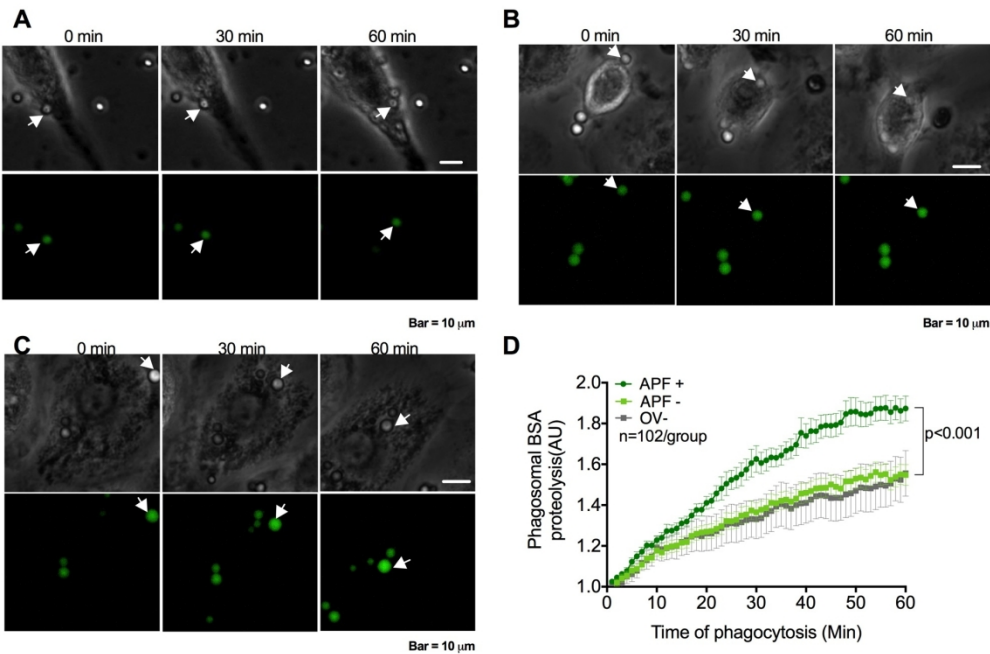 A
0 min
30 min
60 min
Bar = 10 μm
B
0 min
30 min
60 min
Bar = 10 μm
C
0 min
30 min
60 min
Bar = 10 μm
D
Phagosomal BSA
proteolysis(AU)
2.0
1.8
1.6
1.4
1.2
1.0
APF +
APF -
OV-
n=102/group
p<0.001
0
10
20
30
40
50
60
Time of phagocytosis (Min)